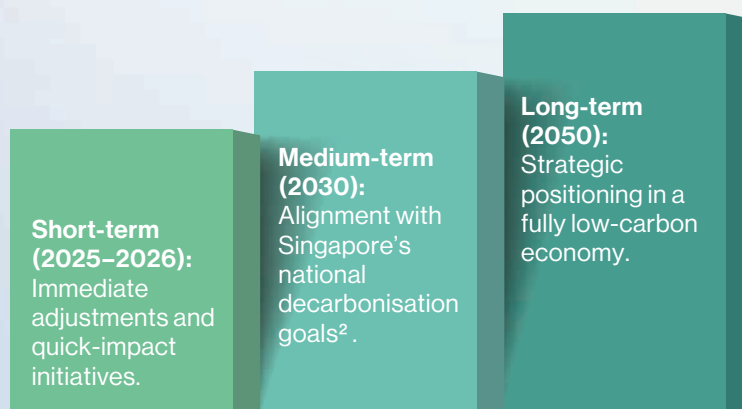 Short-term
(2025–2026):
Immediate
adjustments and
quick-impact
initiatives.
Medium-term
(2030):
Alignment with
Singapore’s
national
decarbonisation
goals² .
Long-term
(2050):
Strategic
positioning in a
fully low-carbon
economy.